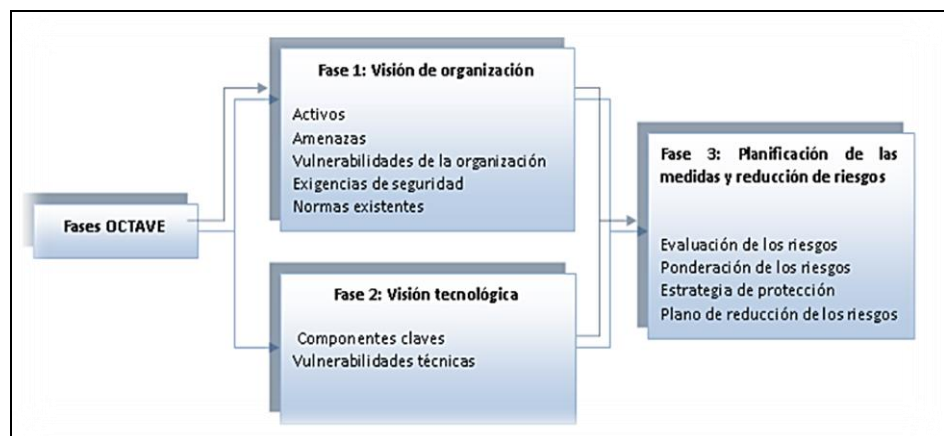 Fases OCTAVE
Fase 1: Visión de organización
Activos
Amenazas
Vulnerabilidades de la organización
Exigencias de seguridad
Normas existentes
Fase 2: Visión tecnológica
Componentes claves
Vulnerabilidades técnicas
Fase 3: Planificación de las
medidas y reducción de riesgos
Evaluación de los riesgos
Ponderación de los riesgos
Estrategia de protección
Plano de reducción de los riesgos